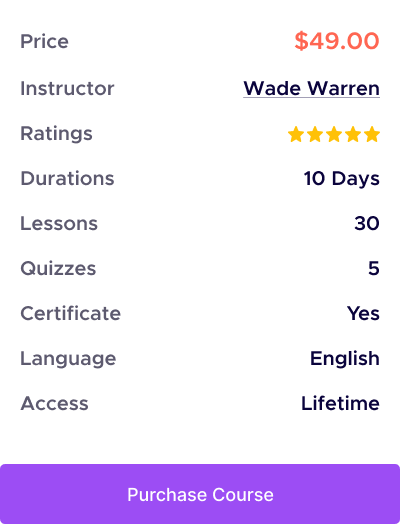 Price $49.00
Instructor Wade Warren
Ratings
Durations 10 Days
Lessons 30
Quizzes 5
Certificate Yes
Language English
Access Lifetime
Purchase Course